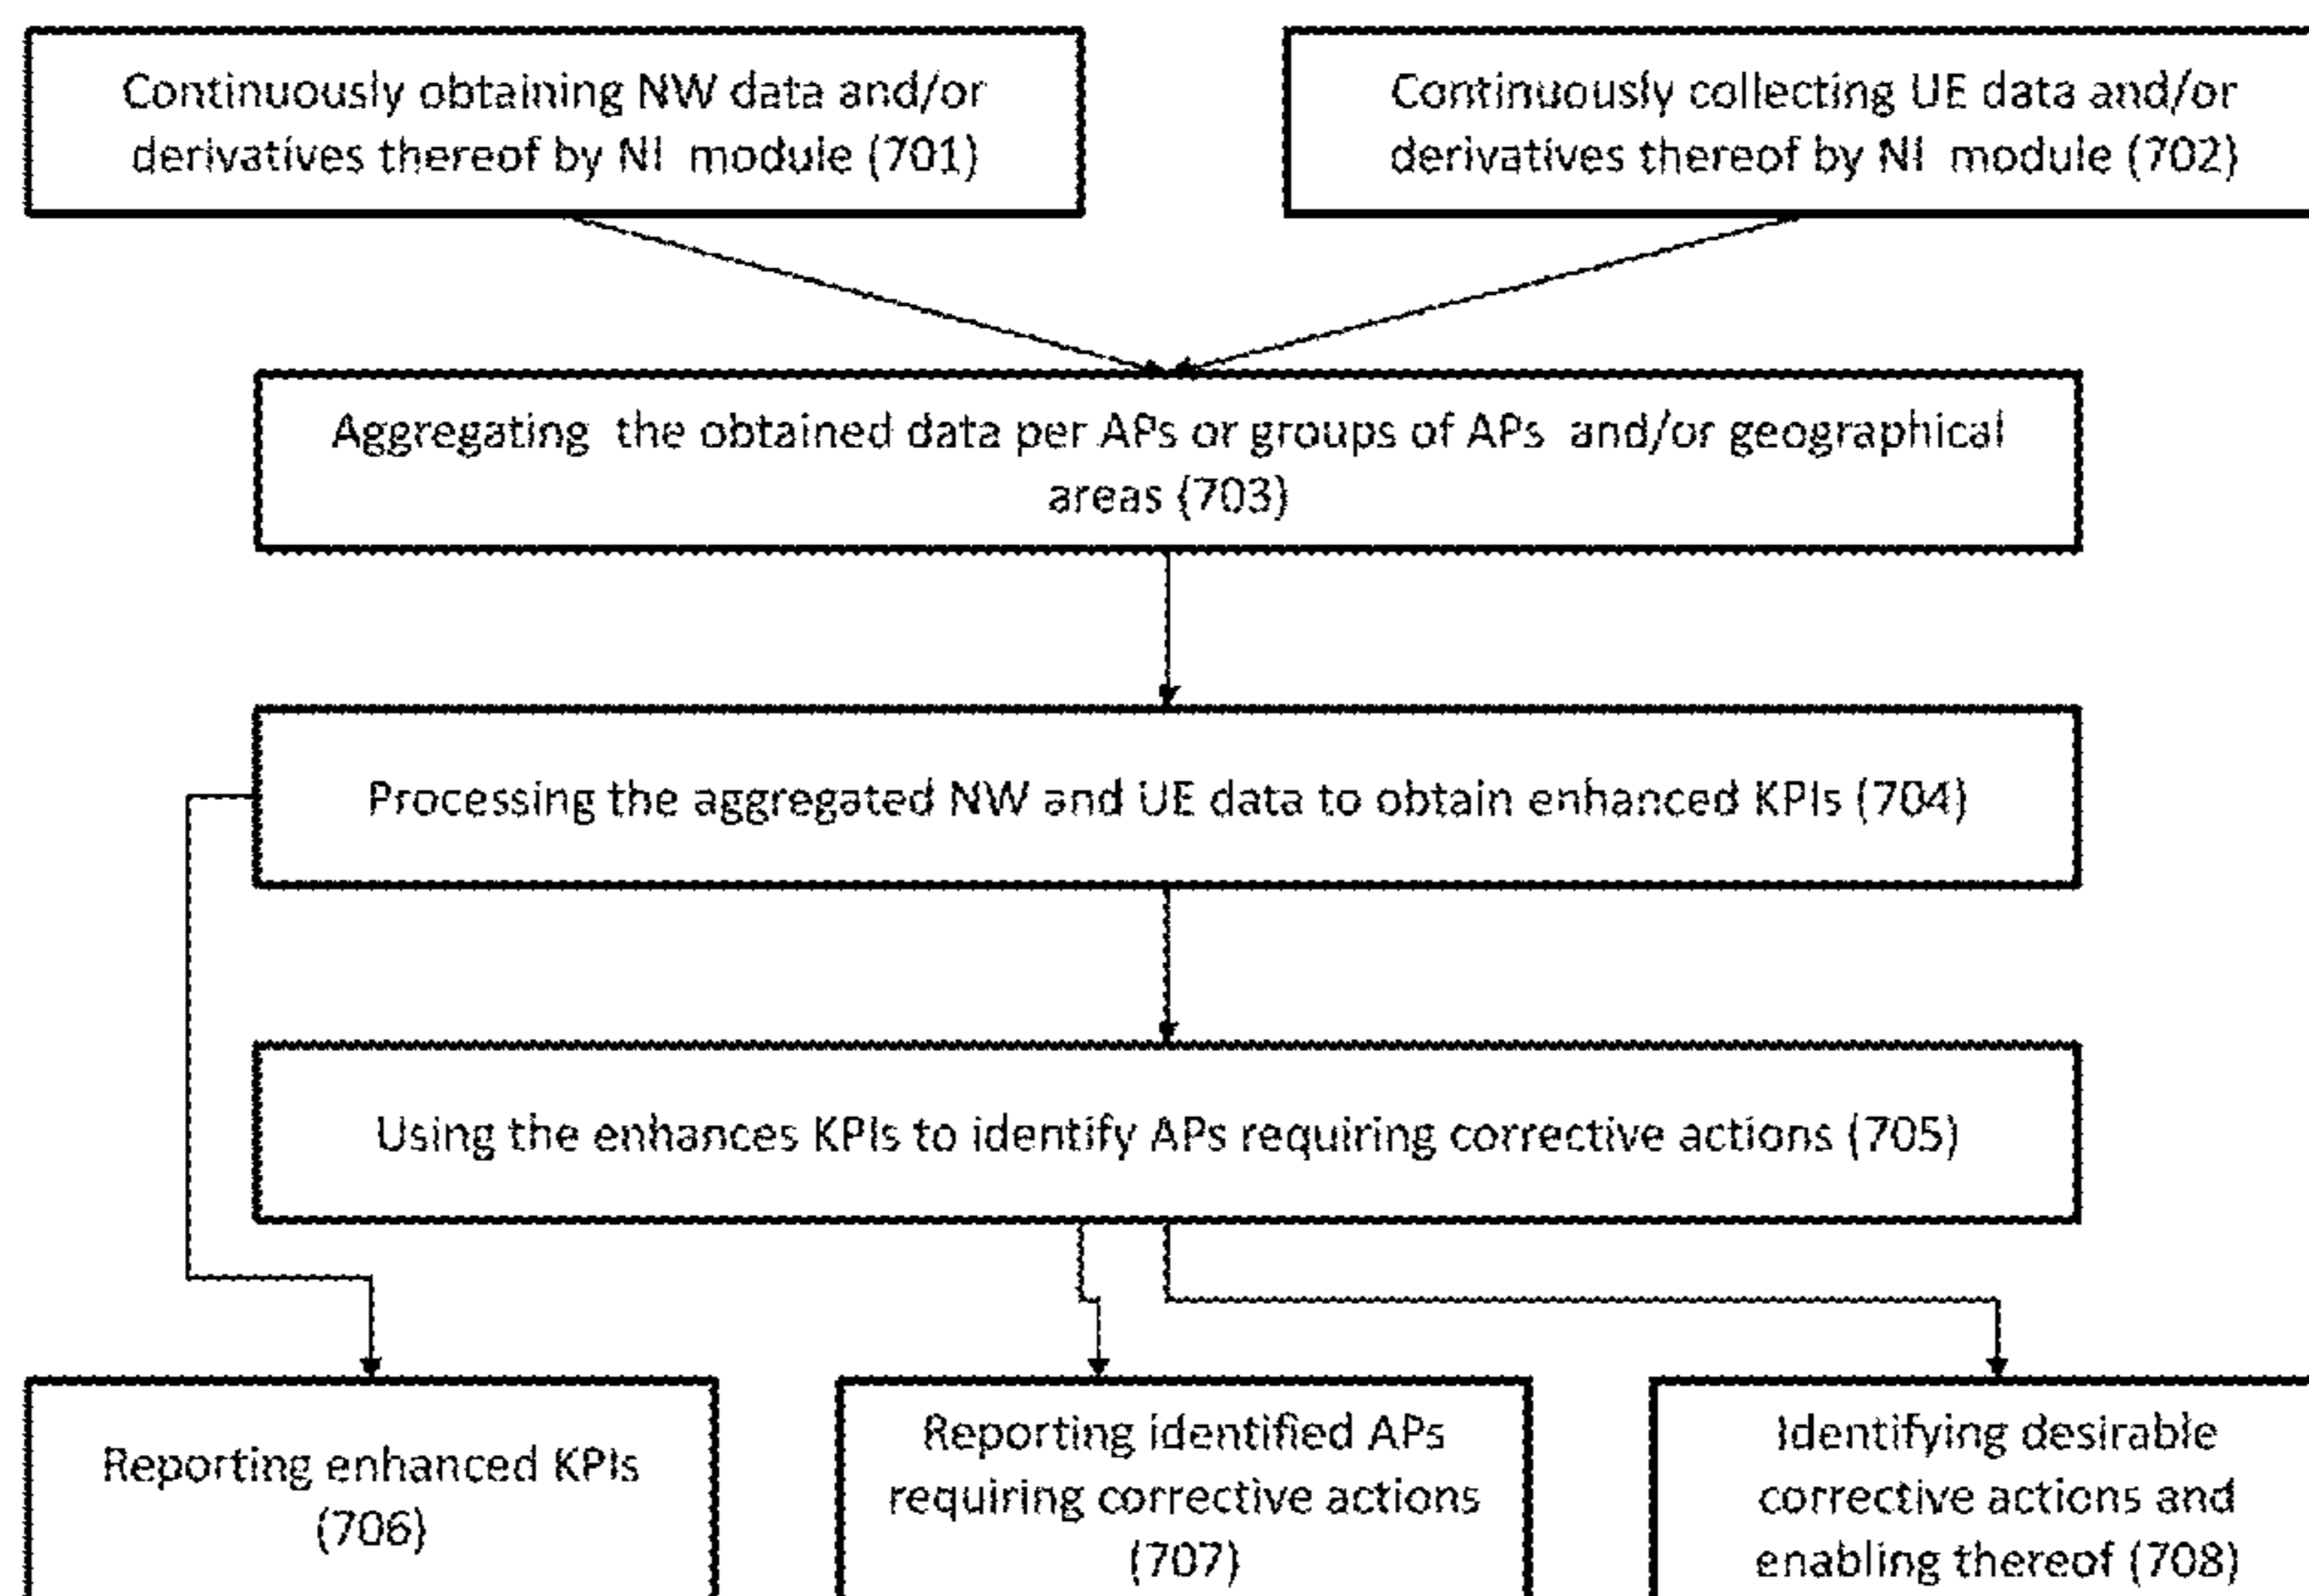 Continuously obtaining NW data and/or
derivatives thereof by NI module (701)
Continuously collecting UE data and/or
derivatives thereof by NI module (702)
Aggregating the obtained data per APs or groups of APs and/or geographical
areas (703)
Processing the aggregated NW and UE data to obtain enhanced KPIs (704)
Using the enhances KPIs to identify APs requiring corrective actions (705)
Reporting enhanced KPIs
(706)
Reporting identified APs
requiring corrective actions
(707)
Identifying desirable
corrective actions and
enabling thereof (708)